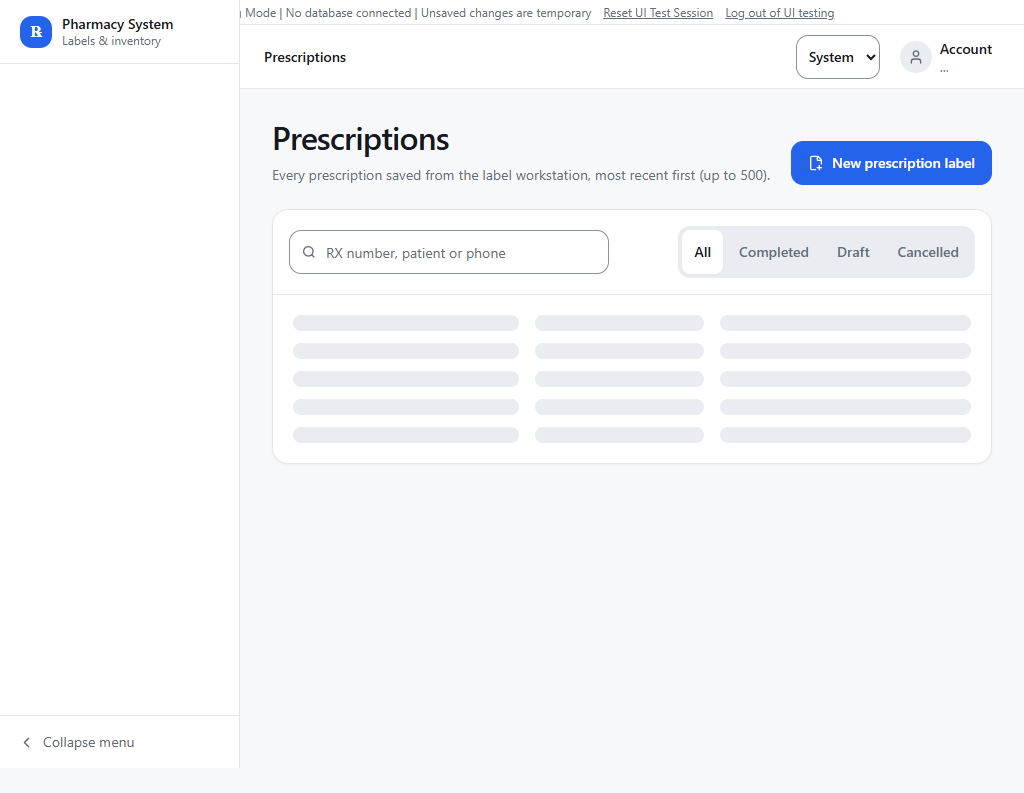 Pharmacy System
Labels & inventory
Mode | No database connected | Unsaved changes are temporary Reset UI Test Session Log out of UI testing
Prescriptions
System
Account
...
Prescriptions
Every prescription saved from the label workstation, most recent first (up to 500).
New prescription label
RX number, patient or phone
All Completed Draft Cancelled
Collapse menu